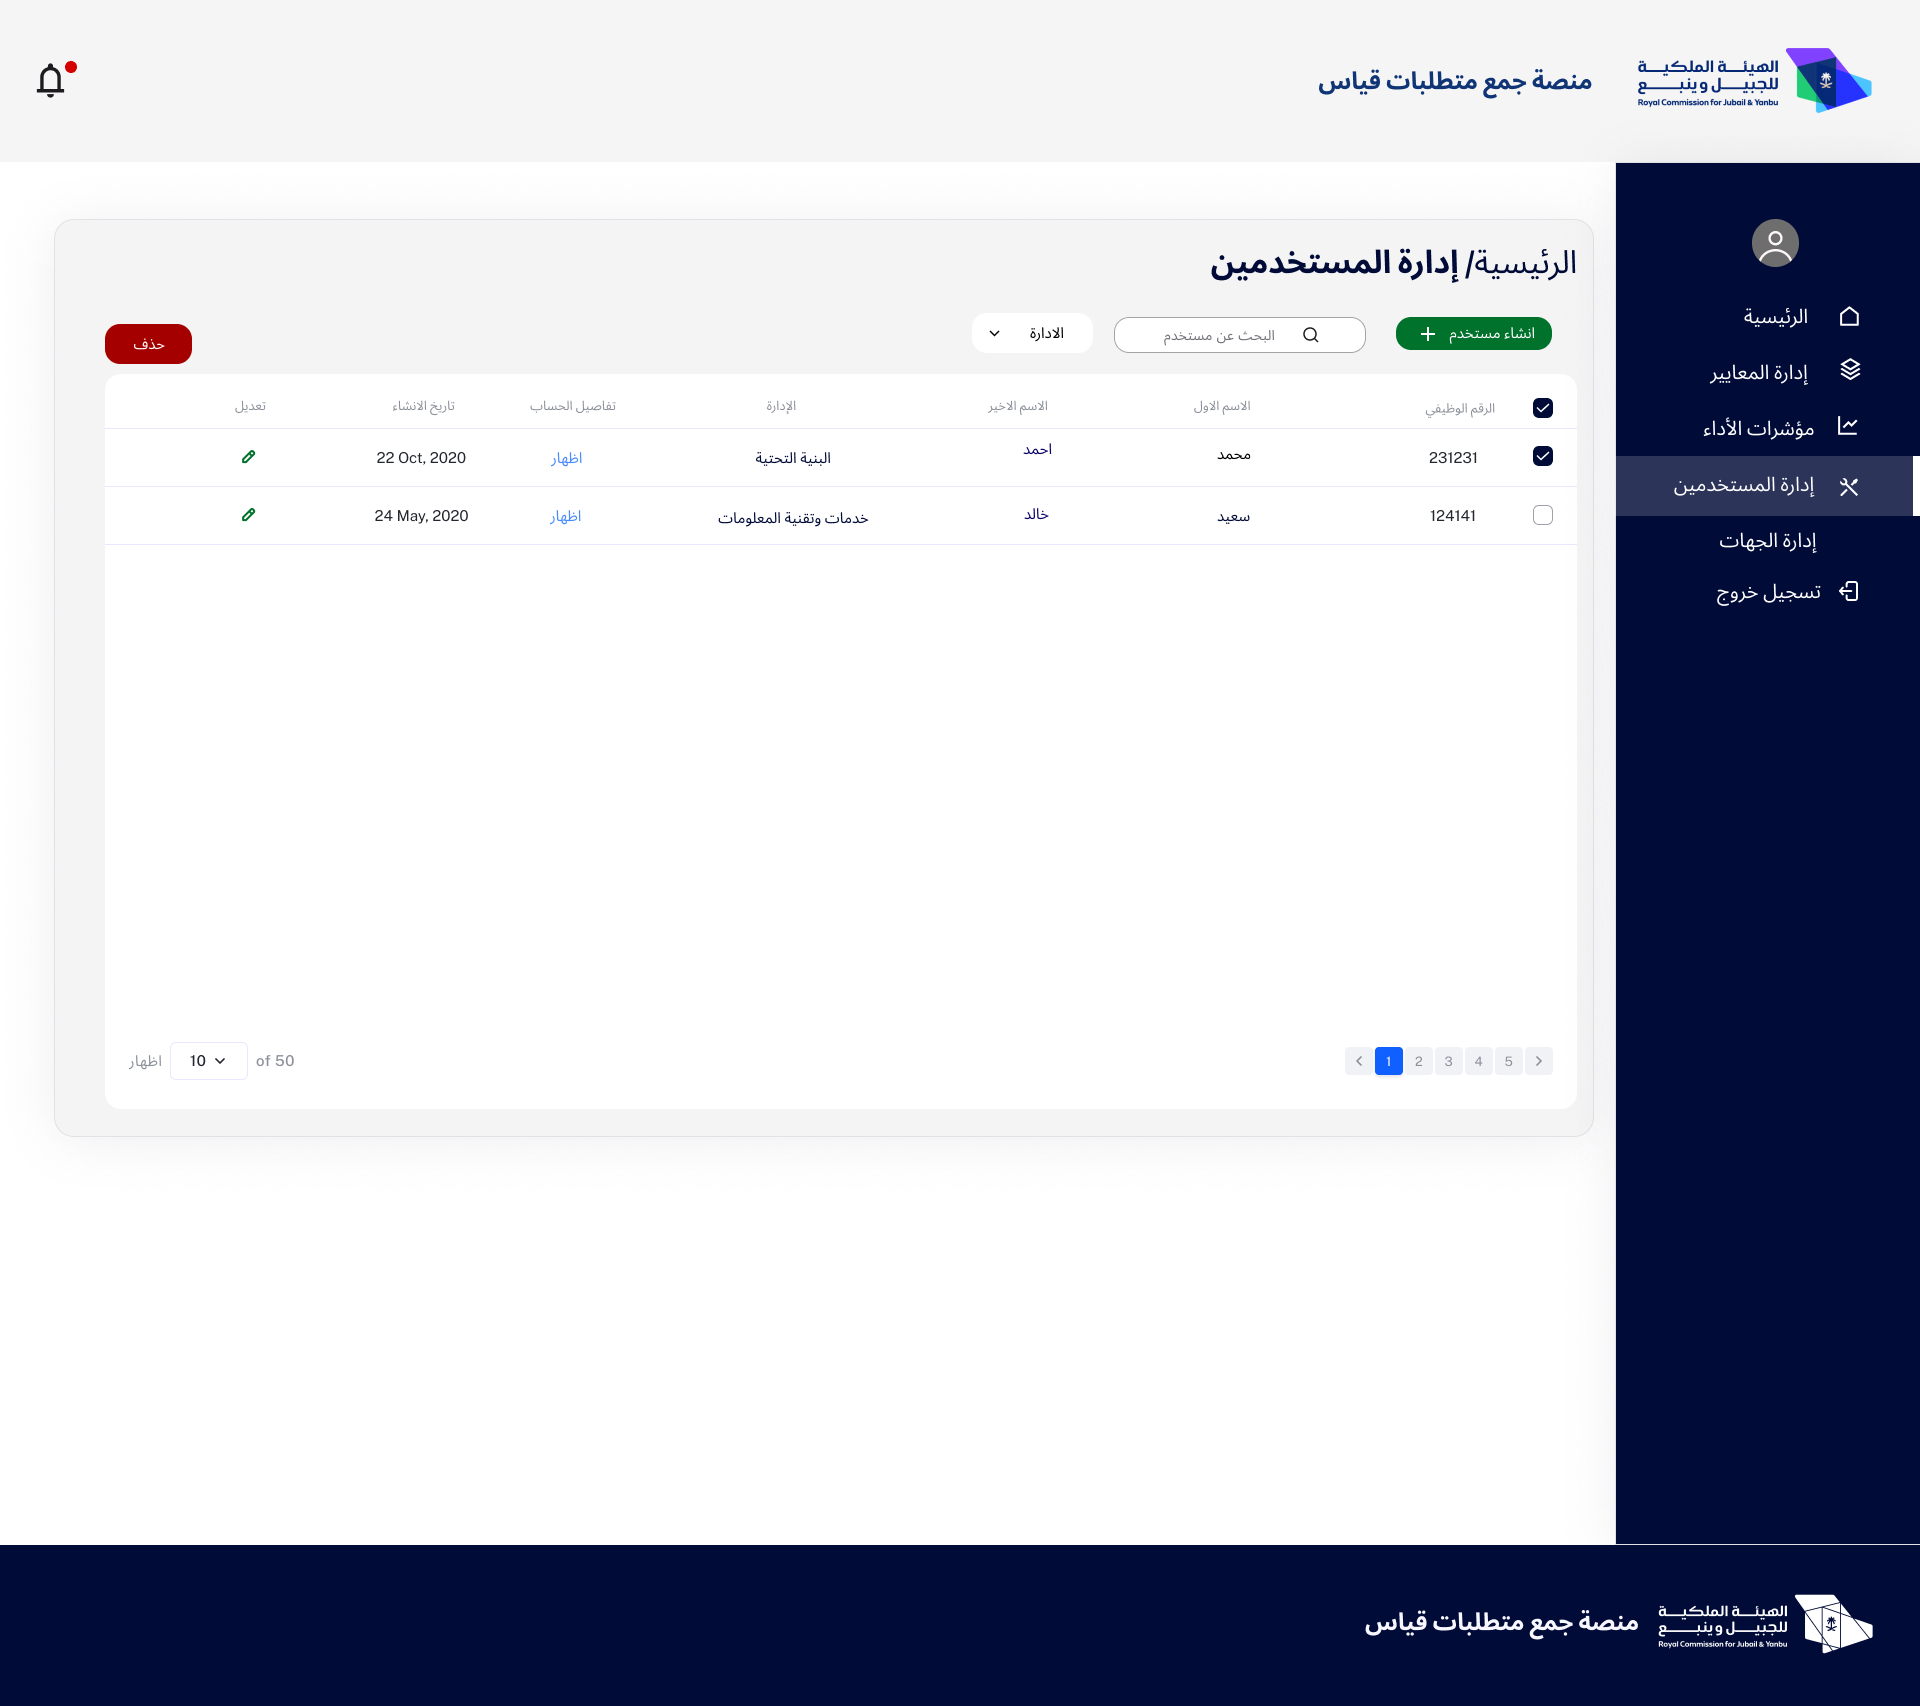 الهيئة الملكية
للجبيل وينبع
Royal Commission for Jubail & Yanbu
منصة جمع متطلبات قياس
الرئيسية
إدارة المعايير
مؤشرات الأداء
إدارة المستخدمين
إدارة الجهات
تسجيل خروج
الرئيسية/ إدارة المستخدمين
انشاء مستخدم
البحث عن مستخدم
الادارة
حذف
الرقم الوظيفي الاسم الاول الاسم الاخير الإدارة تفاصيل الحساب تاريخ الانشاء تعديل
231231 محمد احمد البنية التحتية اظهار 22 Oct, 2020
124141 سعيد خالد خدمات وتقنية المعلومات اظهار 24 May, 2020
1 2 3 4 5
اظهار 10 of 50
الهيئة الملكية
للجبيل وينبع
Royal Commission for Jubail & Yanbu
منصة جمع متطلبات قياس